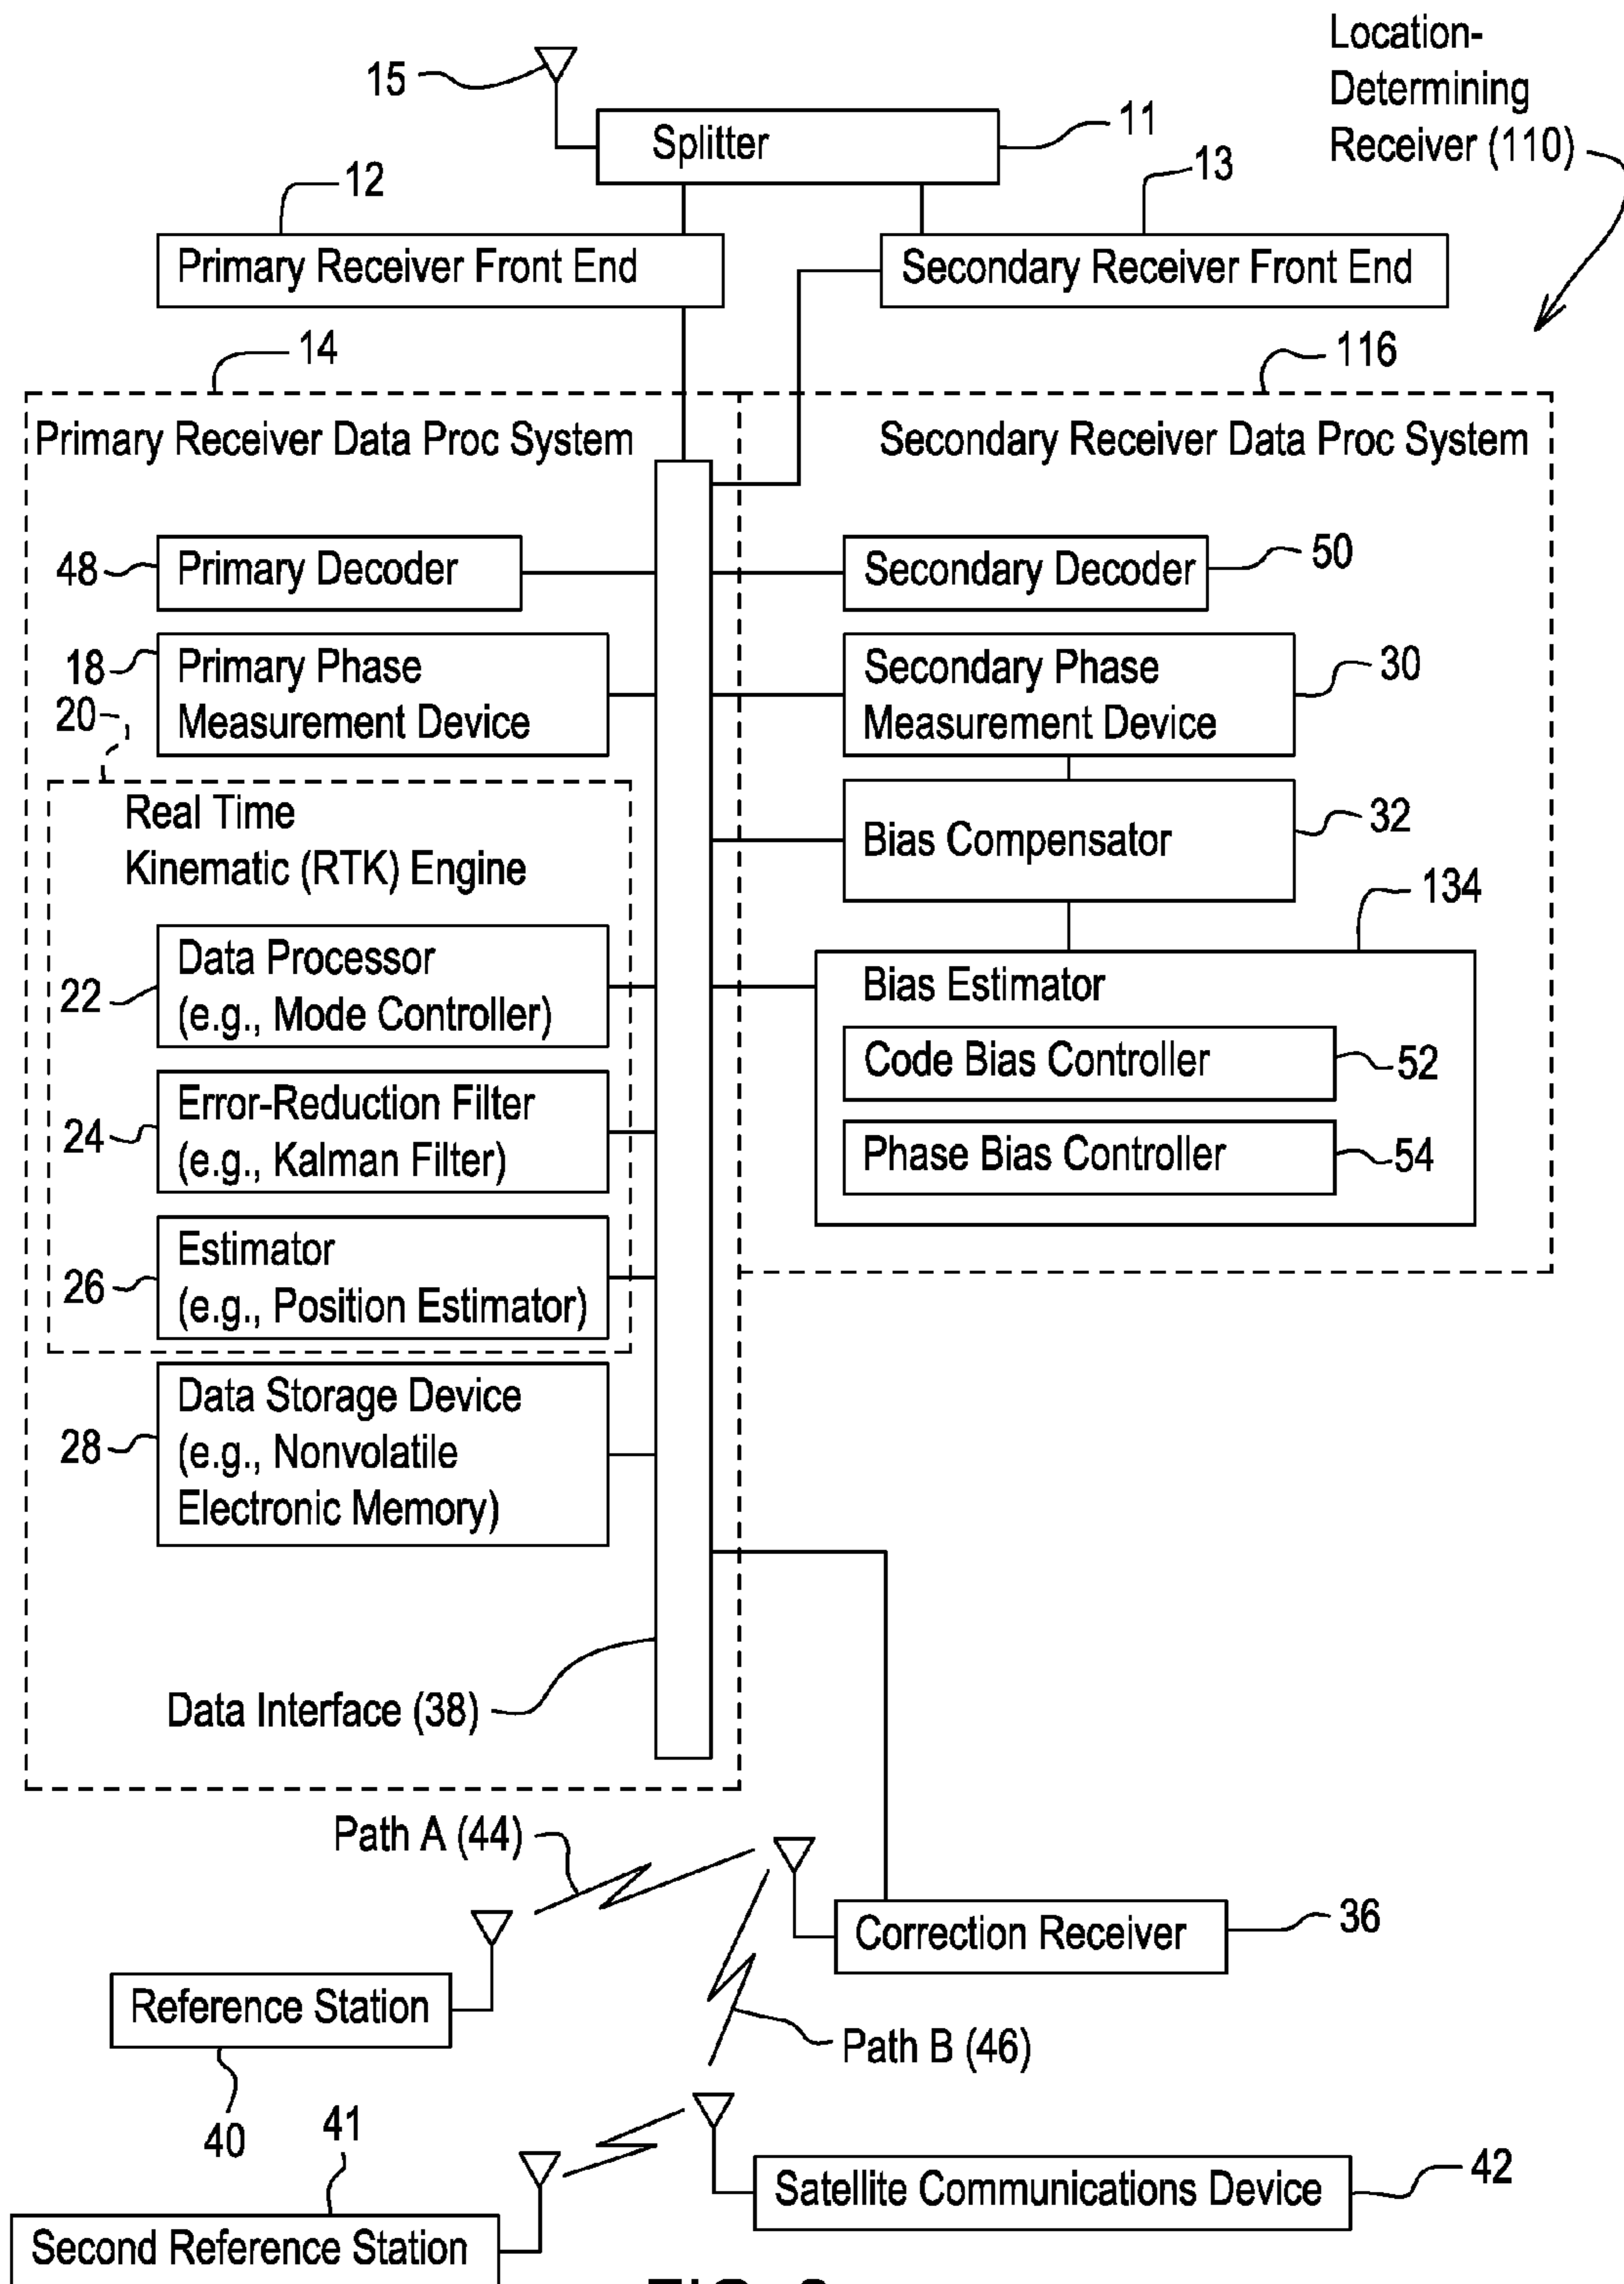 Location-
Determining
Receiver (110)
15
Splitter
11
12
13
Primary Receiver Front End
Secondary Receiver Front End
14
116
Primary Receiver Data Proc System
Secondary Receiver Data Proc System
48
Primary Decoder
Secondary Decoder
50
18
Primary Phase
Measurement Device
Secondary Phase
Measurement Device
30
20
Real Time
Kinematic (RTK) Engine
Bias Compensator
32
134
22
Data Processor
(e.g., Mode Controller)
Bias Estimator
Code Bias Controller
52
24
Error-Reduction Filter
(e.g., Kalman Filter)
Phase Bias Controller
54
26
Estimator
(e.g., Position Estimator)
28
Data Storage Device
(e.g., Nonvolatile
Electronic Memory)
Data Interface (38)
Path A (44)
Correction Receiver
36
Reference Station
40
Path B (46)
41
Satellite Communications Device
42
Second Reference Station